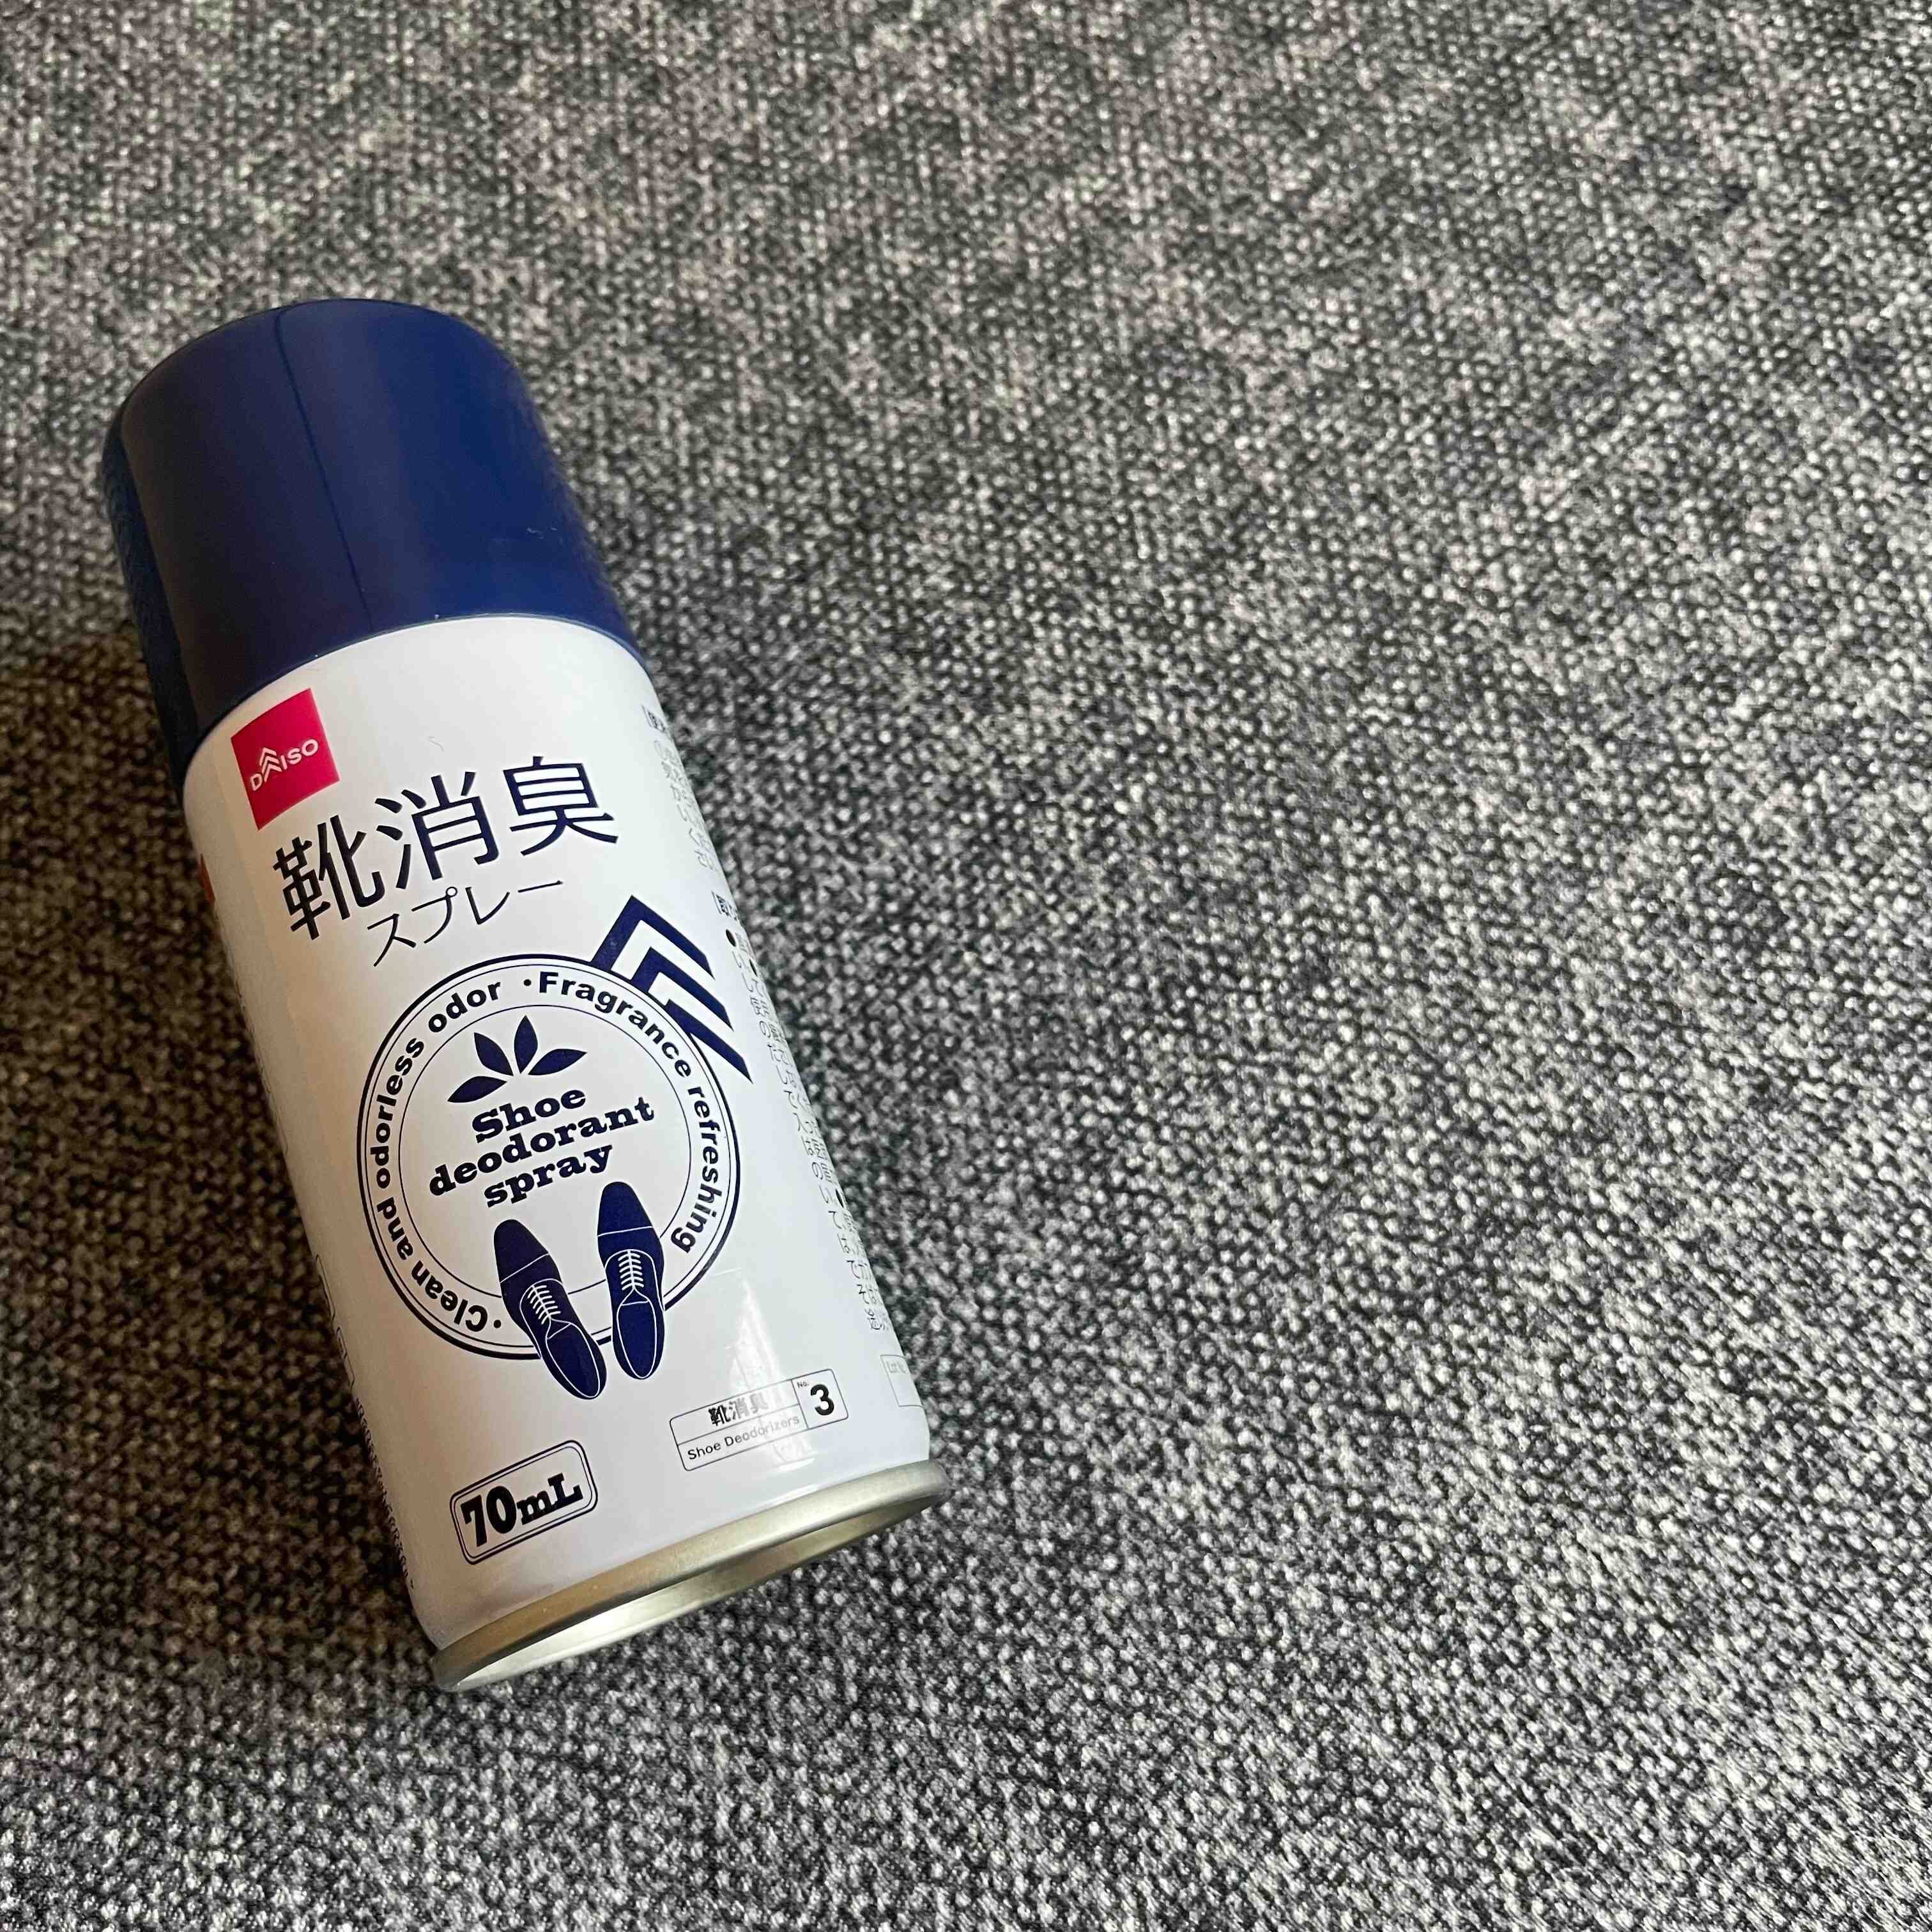 DAISO
靴消臭
スプレー
・Clean and odorless odor ・Fragrance refreshing
Shoe
deodorant
spray
靴消臭
Shoe Deodorizers
No.
3
70mL